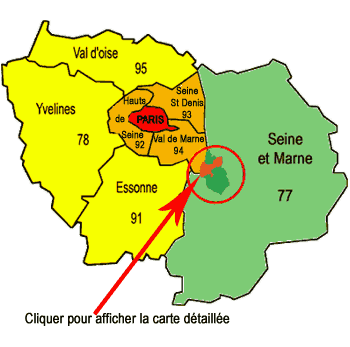 Val d'oise
95
Yvelines
78
Hauts
de
Seine
92
PARIS
Seine
St Denis
93
Val de Marne
94
Essonne
91
Seine
et Marne
77
Cliquer pour afficher la carte détaillée